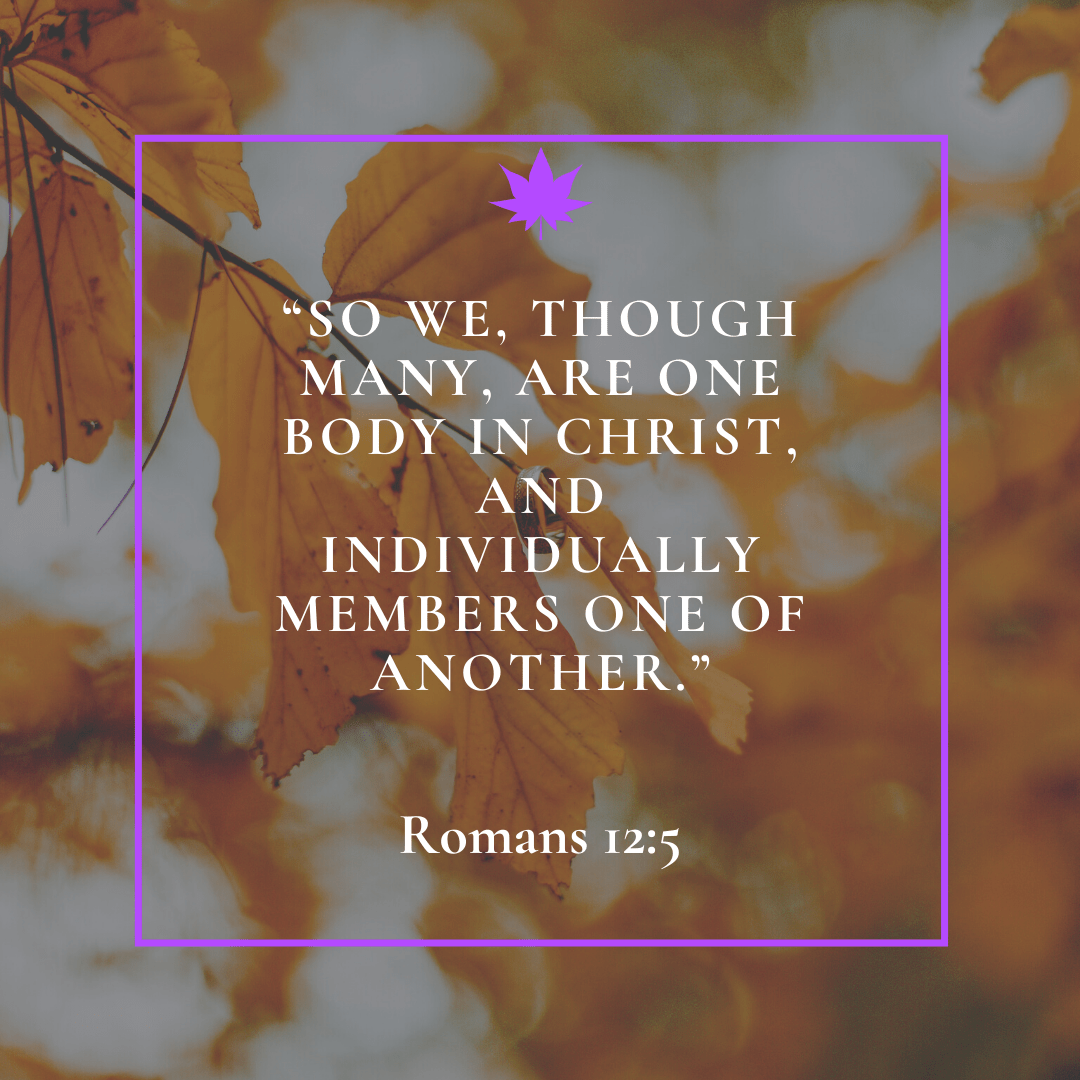 “SO WE, THOUGH
MANY, ARE ONE
BODY IN CHRIST,
AND
INDIVIDUALLY
MEMBERS ONE OF
ANOTHER.”
Romans 12:5